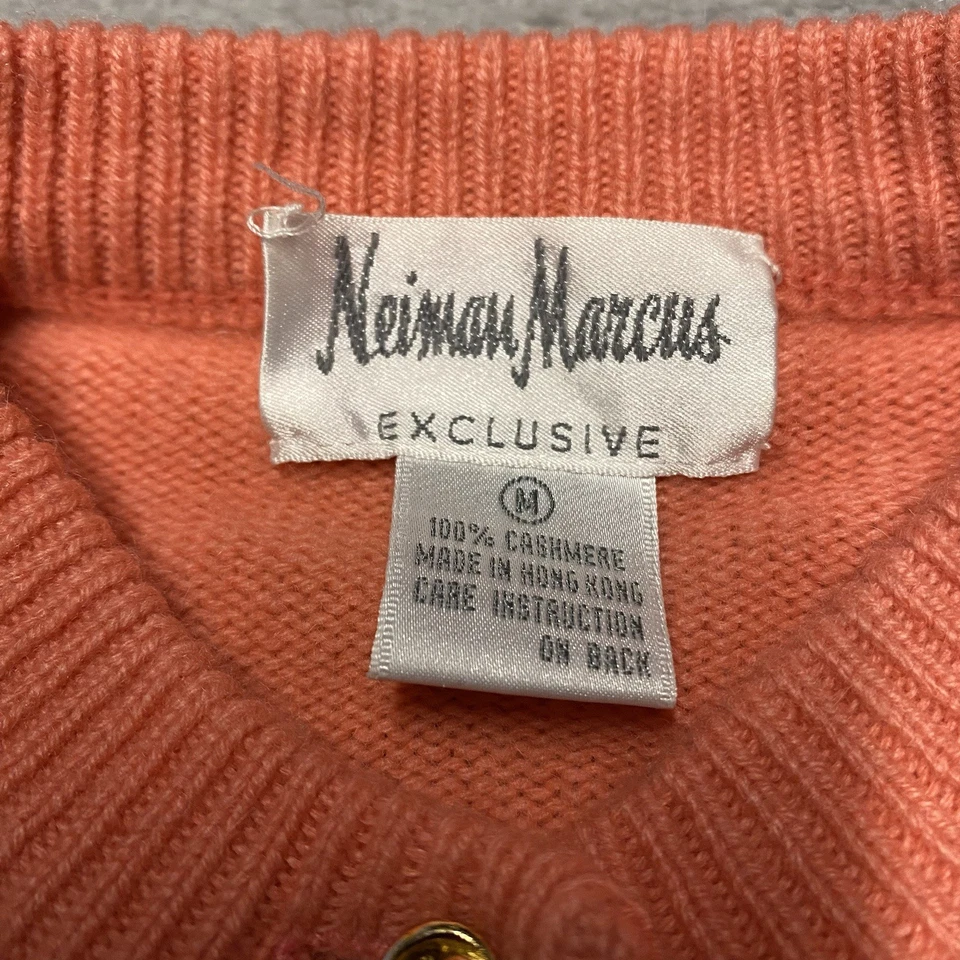 Neiman Marcus
EXCLUSIVE
M
100% CASHMERE
MADE IN HONG KONG
CARE INSTRUCTION
ON BACK